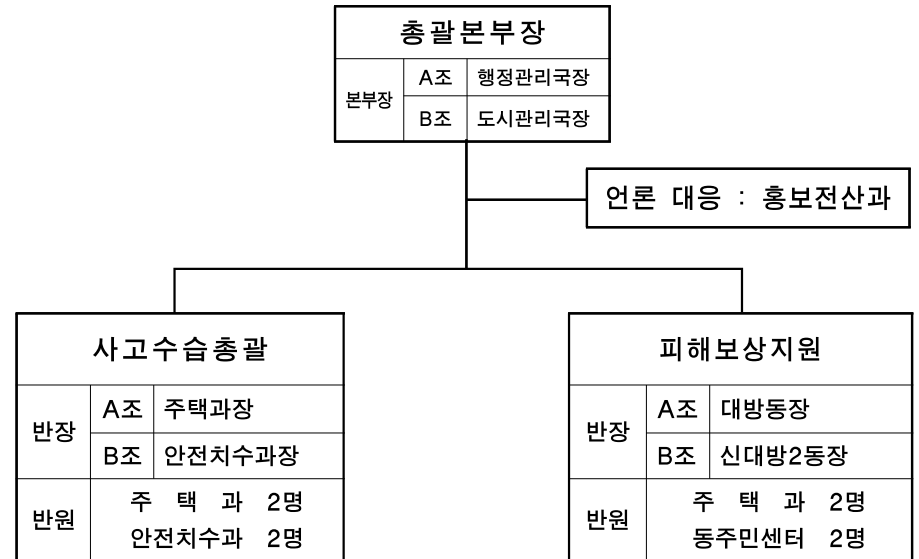 총괄본부장
본부장
A조 행정관리국장
B조 도시관리국장
언론 대응 : 홍보전산과
사고수습총괄
반장
A조 주택과장
B조 안전치수과장
반원
주 택 과 2명
안전치수과 2명
피해보상지원
반장
A조 대방동장
B조 신대방2동장
반원
주 택 과 2명
동주민센터 2명